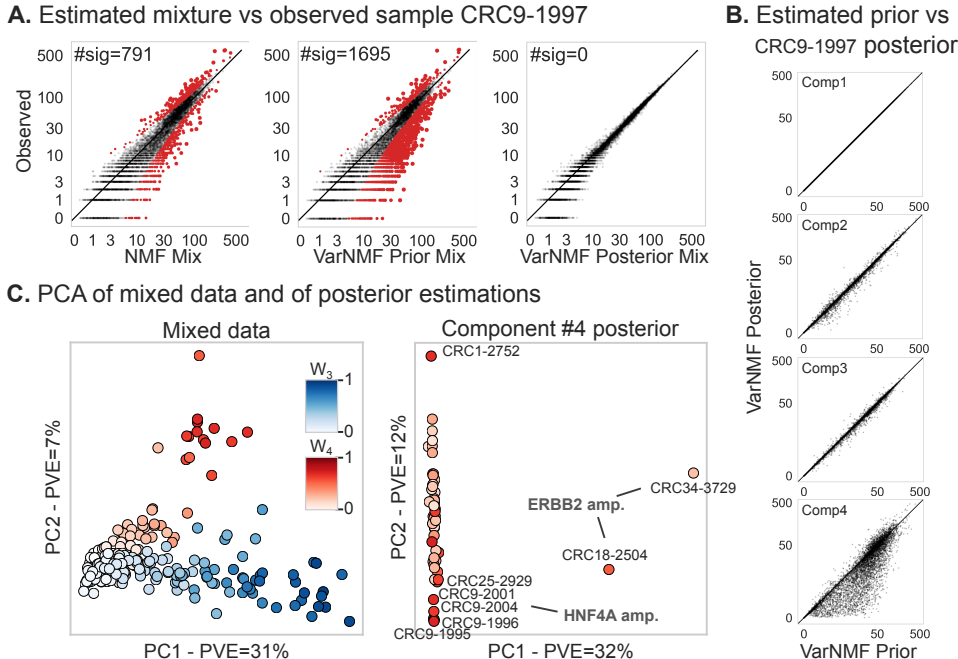 A. Estimated mixture vs observed sample CRC9-1997
#sig=791
#sig=1695
#sig=0
500
100
30
10
3
1
0
Observed
0 1 3 10 30 100 500
NMF Mix
0 1 3 10 30 100 500
VarNMF Prior Mix
0 1 3 10 30 100 500
VarNMF Posterior Mix
B. Estimated prior vs
CRC9-1997 posterior
500
Comp1
50
0
0 50 500
500
Comp2
50
0
0 50 500
500
Comp3
50
0
0 50 500
500
Comp4
50
0
0 50 500
VarNMF Posterior
VarNMF Prior
C. PCA of mixed data and of posterior estimations
Mixed data
W3
1
0
W4
1
0
PC2 - PVE=7%
PC1 - PVE=31%
Component #4 posterior
CRC1-2752
CRC34-3729
ERBB2 amp.
CRC18-2504
CRC25-2929
CRC9-2001
CRC9-2004
HNF4A amp.
CRC9-1996
CRC9-1995
PC2 - PVE=12%
PC1 - PVE=32%